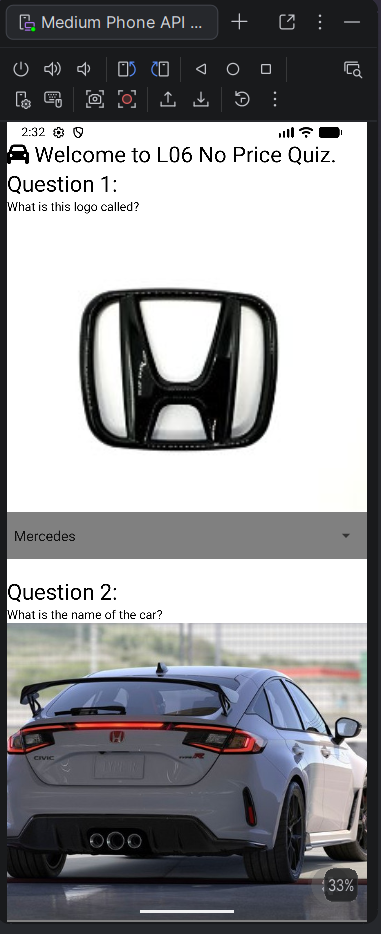 Medium Phone API ...
2:32
Welcome to L06 No Price Quiz.
Question 1:
What is this logo called?
Mercedes
Question 2:
What is the name of the car?
CIVIC
TYPE R
33%